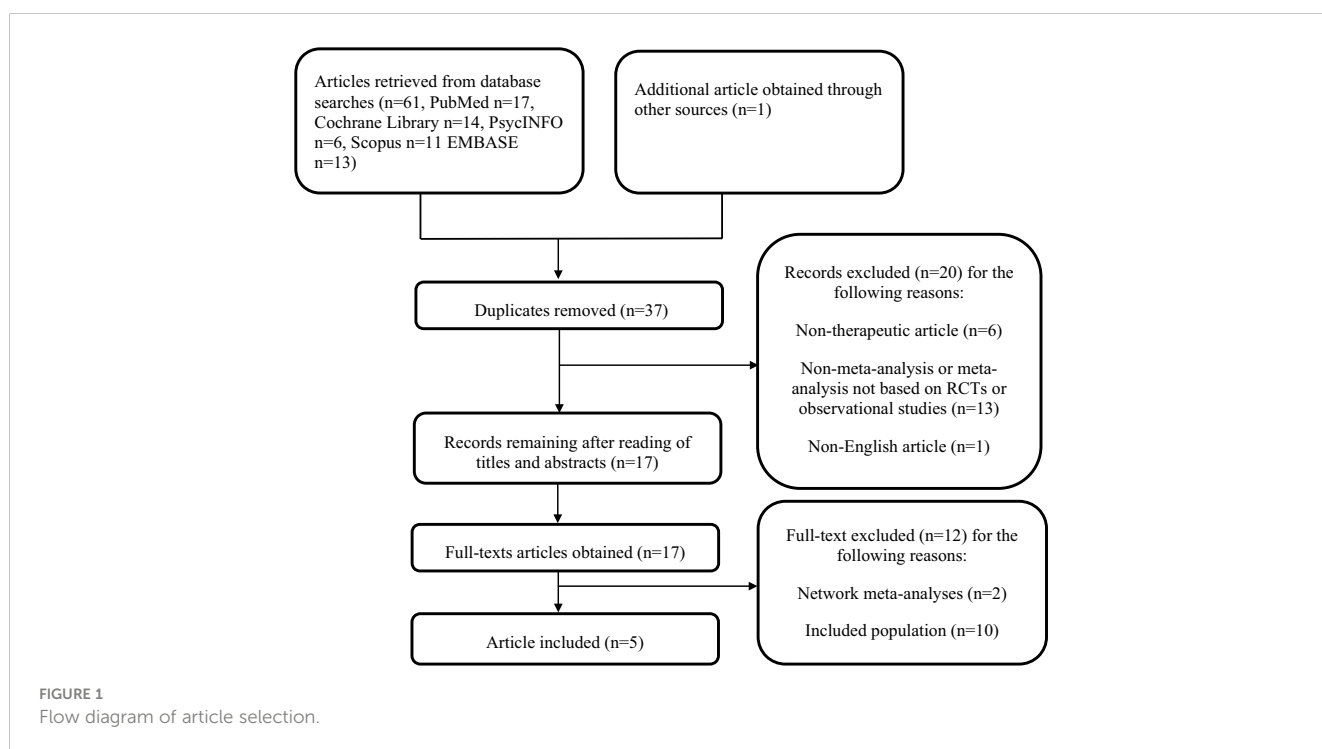 Articles retrieved from database
searches (n=61, PubMed n=17,
Cochrane Library n=14, PsycINFO
n=6, Scopus n=11 EMBASE
n=13)
Additional article obtained through
other sources (n=1)
Duplicates removed (n=37)
Records excluded (n=20) for the
following reasons:
Non-therapeutic article (n=6)
Non-meta-analysis or meta-
analysis not based on RCTs or
observational studies (n=13)
Non-English article (n=1)
Records remaining after reading of
titles and abstracts (n=17)
Full-texts articles obtained (n=17)
Full-text excluded (n=12) for the
following reasons:
Network meta-analyses (n=2)
Included population (n=10)
Article included (n=5)
FIGURE 1
Flow diagram of article selection.